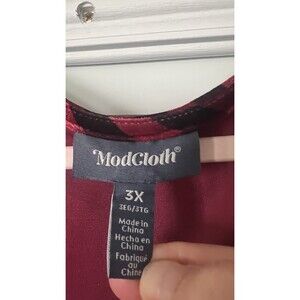 ModCloth®
3X
3EG/3TG
Made in
China
Hecho en
China
Fabriqué
au
Chine